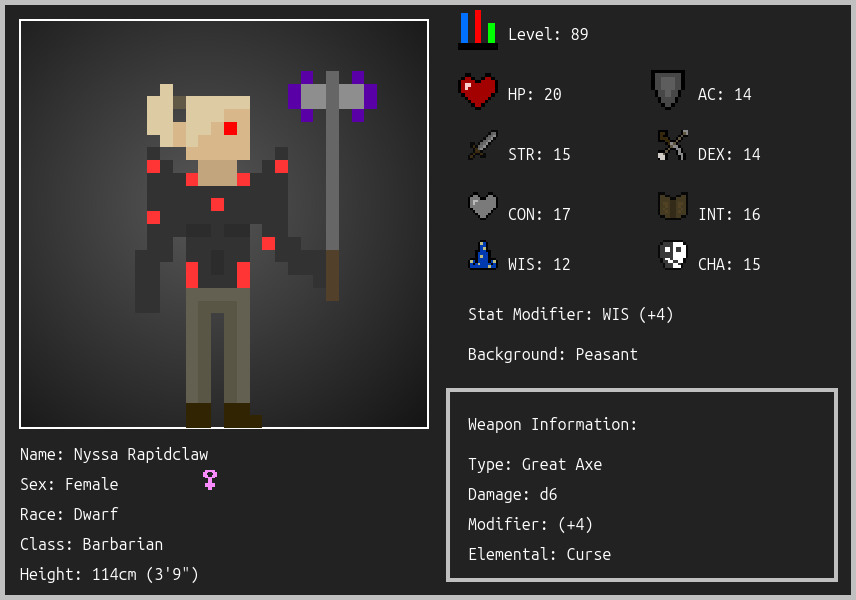 Level: 89
HP: 20
AC: 14
STR: 15
DEX: 14
CON: 17
INT: 16
WIS: 12
CHA: 15
Stat Modifier: WIS (+4)
Background: Peasant
Weapon Information:
Type: Great Axe
Damage: d6
Modifier: (+4)
Elemental: Curse
Name: Nyssa Rapidclaw
Sex: Female
Race: Dwarf
Class: Barbarian
Height: 114cm (3'9")